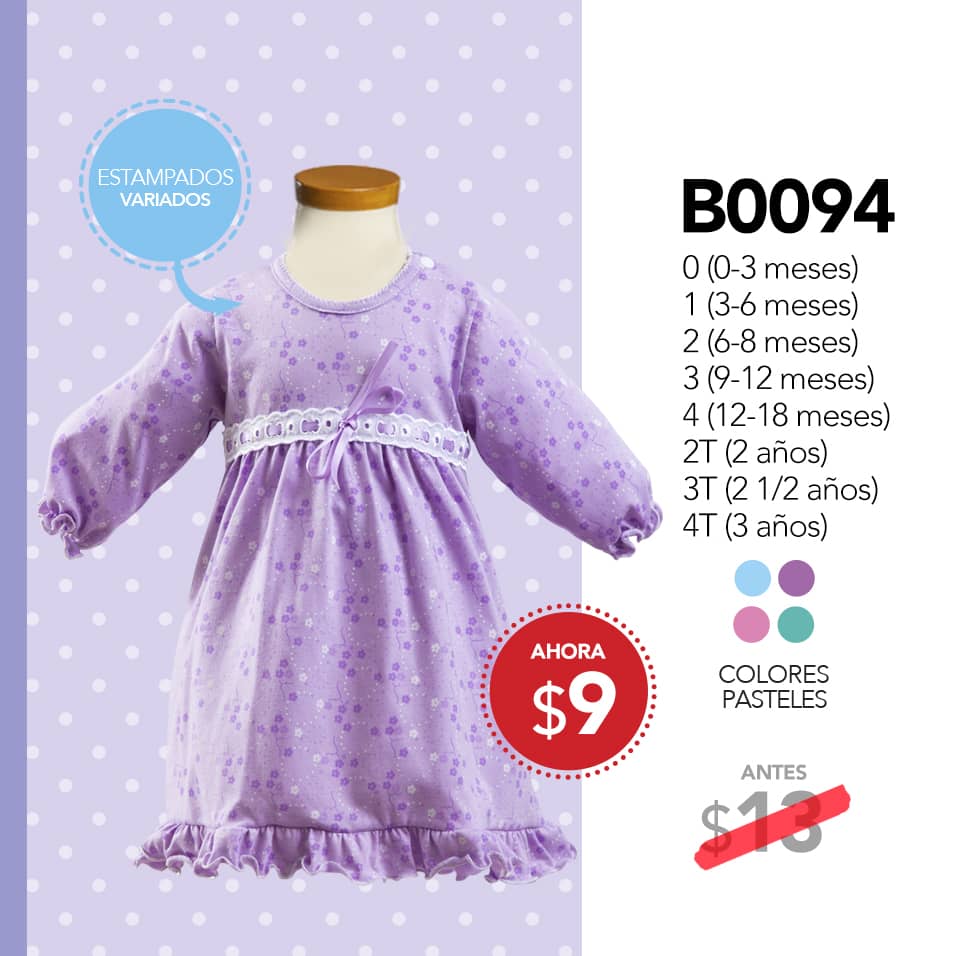 ESTAMPADOS
VARIADOS
B0094
0 (0-3 meses)
1 (3-6 meses)
2 (6-8 meses)
3 (9-12 meses)
4 (12-18 meses)
2T (2 años)
3T (2 1/2 años)
4T (3 años)
COLORES
PASTELES
AHORA
$9
ANTES
$13